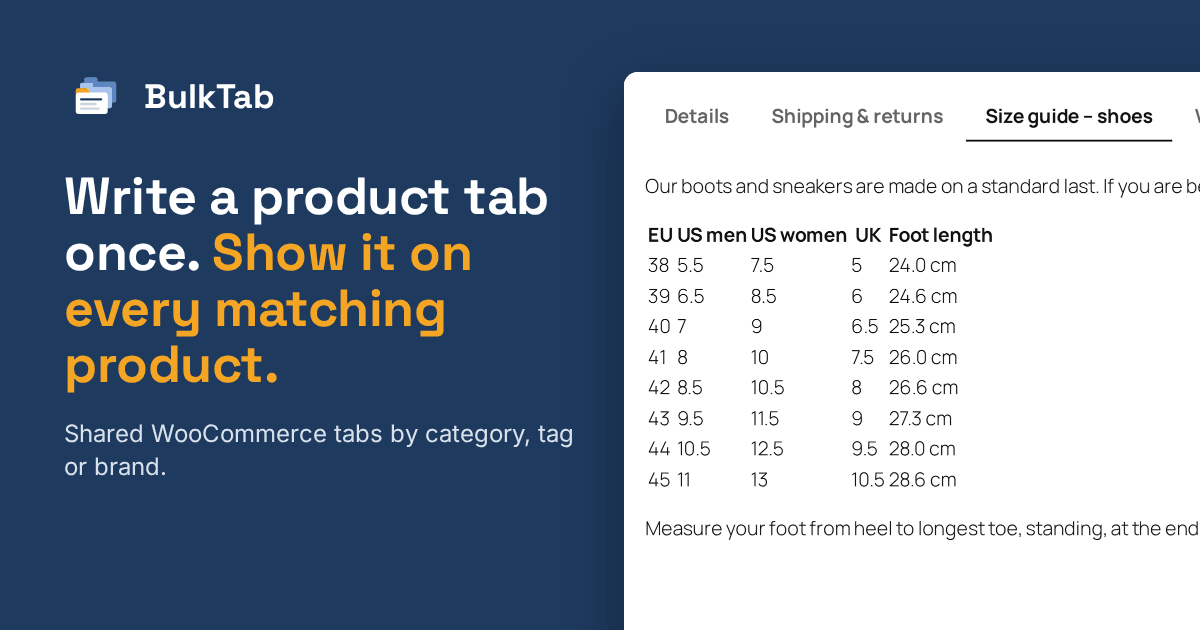 BulkTab
Write a product tab
once. Show it on
every matching
product.
Shared WooCommerce tabs by category, tag
or brand.
Details Shipping & returns Size guide – shoes
Our boots and sneakers are made on a standard last. If you are
EU US men US women UK Foot length
38 5.5 7.5 5 24.0 cm
39 6.5 8.5 6 24.6 cm
40 7 9 6.5 25.3 cm
41 8 10 7.5 26.0 cm
42 8.5 10.5 8 26.6 cm
43 9.5 11.5 9 27.3 cm
44 10.5 12.5 9.5 28.0 cm
45 11 13 10.5 28.6 cm
Measure your foot from heel to longest toe, standing, at the end